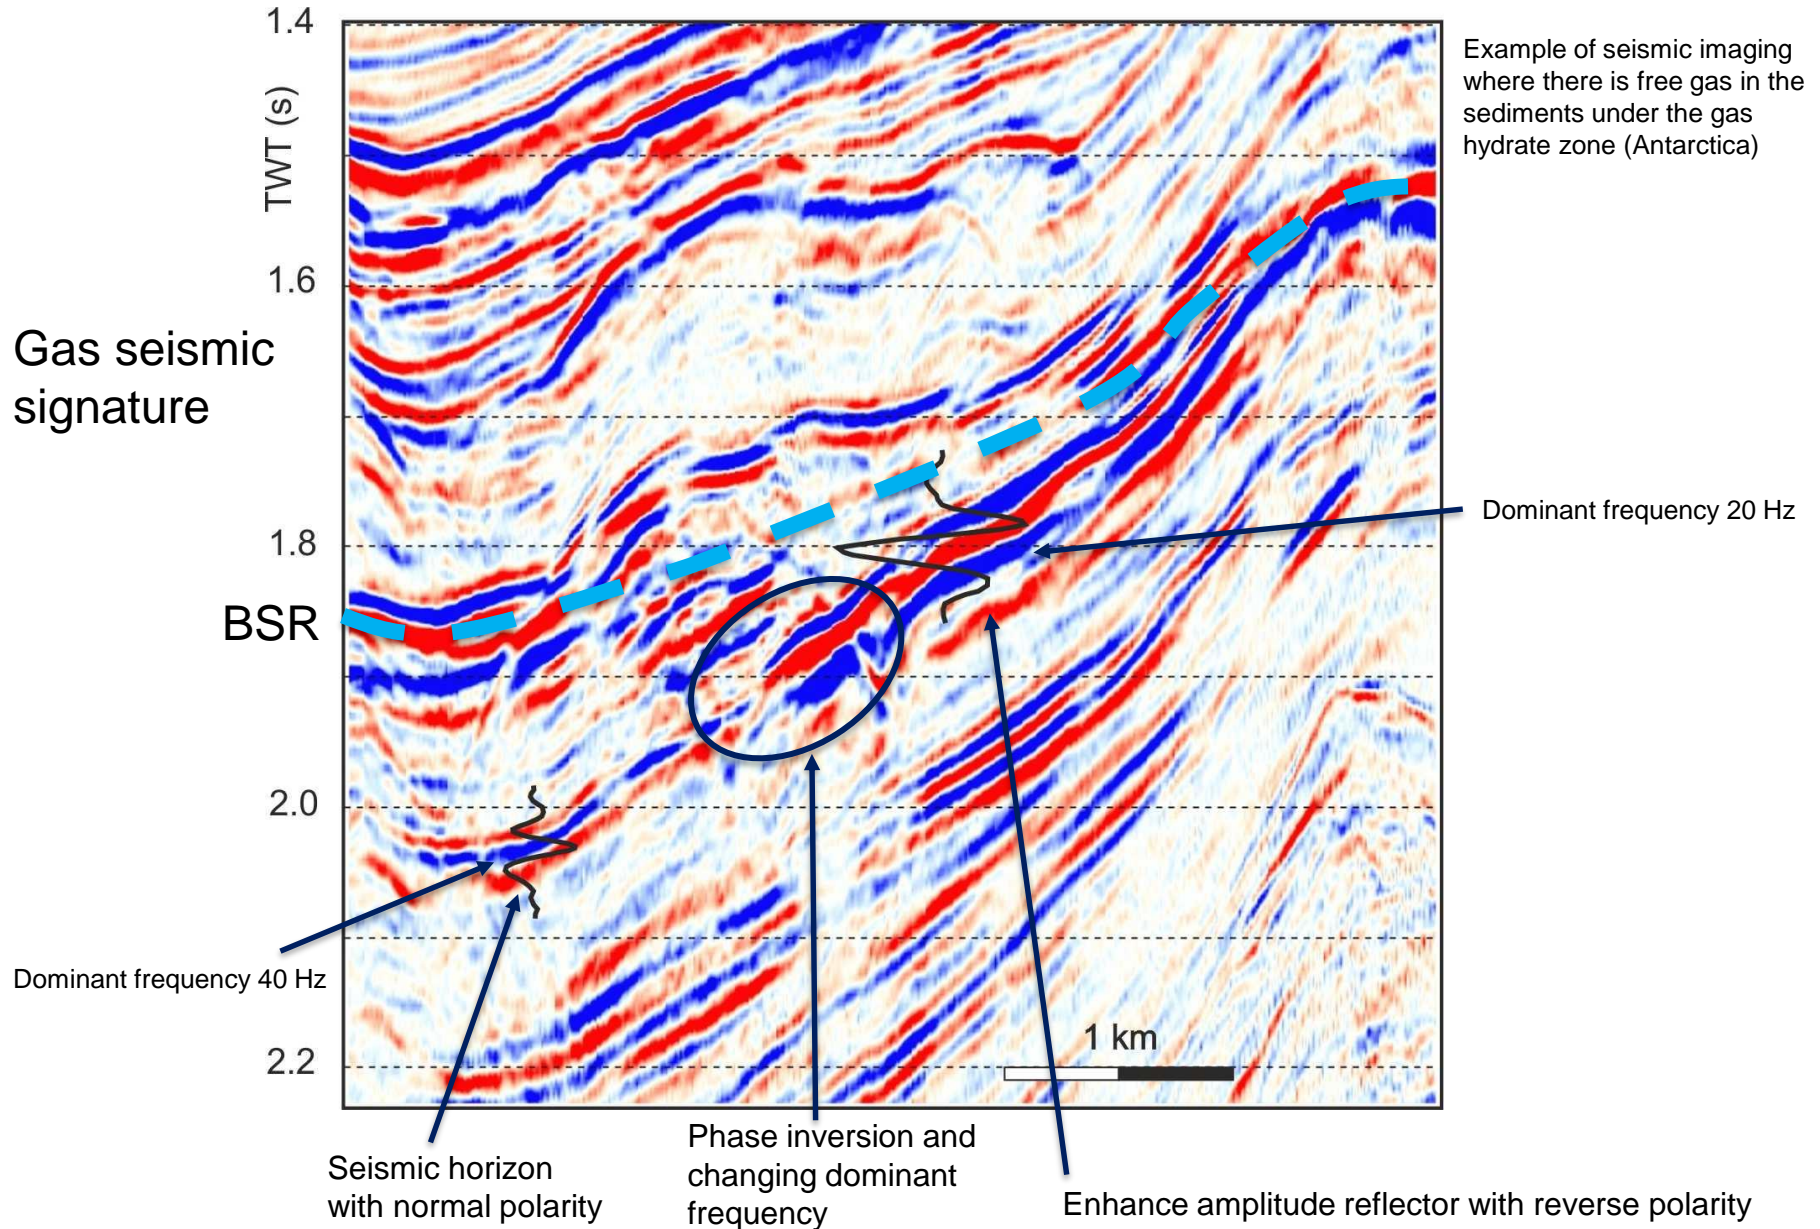 1.4
TWT (s)
Example of seismic imaging
where there is free gas in the
sediments under the gas
hydrate zone (Antarctica)
1.6
Gas seismic
signature
Dominant frequency 20 Hz
1.8
BSR
2.0
Dominant frequency 40 Hz
1 km
2.2
Seismic horizon
with normal polarity
Phase inversion and
changing dominant
frequency
Enhance amplitude reflector with reverse polarity